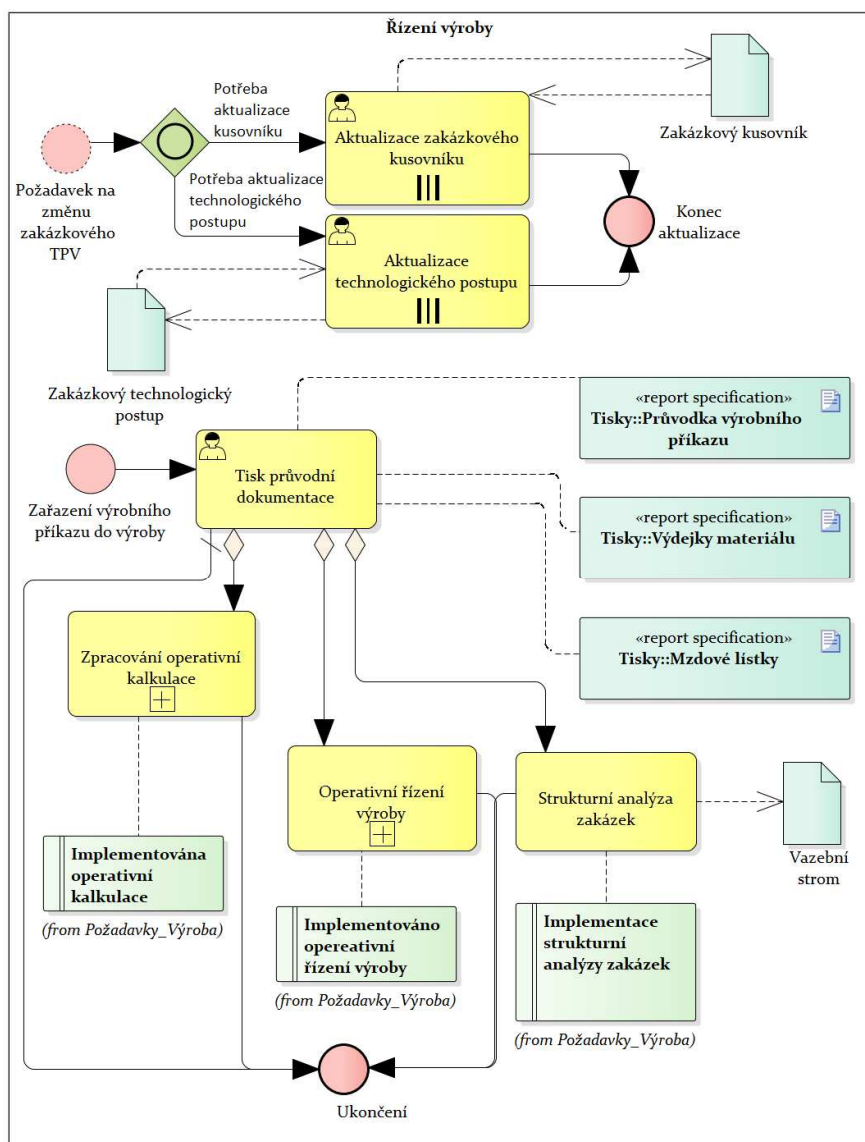 Řízení výroby
Potřeba
aktualizace
kusovníku
Aktualizace zakázkového
kusovníku
Zakázkový kusovník
Požadavek na
změnu
zakázkového
TPV
Potřeba aktualizace
technologického
postupu
Konec
aktualizace
Aktualizace
technologického postupu
Zakázkový technologický
postup
«report specification»
Tisky::Průvodka výrobního
příkazu
Tisk průvodní
dokumentace
Zařazení výrobního
příkazu do výroby
«report specification»
Tisky::Výdejky materiálu
«report specification»
Tisky::Mzdové lístky
Zpracování operativní
kalkulace
Operativní řízení
výroby
Strukturní analýza
zakázek
Vazební
strom
Implementována
operativní
kalkulace
(from Požadavky_Výroba)
Implementováno
opereativní
řízení výroby
(from Požadavky_Výroba)
Implementace
strukturní
analýzy zakázek
(from Požadavky_Výroba)
Ukončení